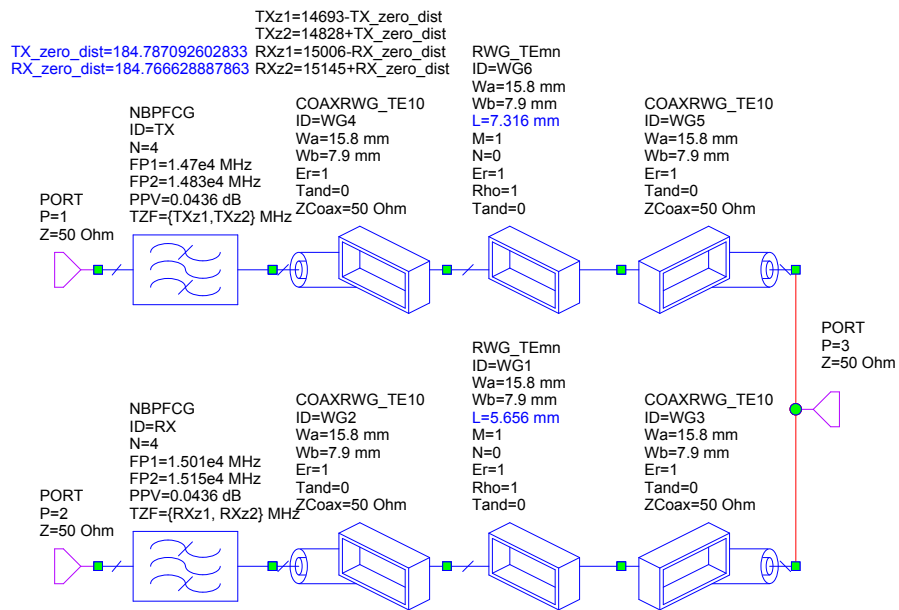 TXz1=14693-TX_zero_dist
TXz2=14828+TX_zero_dist
TX_zero_dist=184.787092602833
RXz1=15006-RX_zero_dist
RX_zero_dist=184.766628887863
RXz2=15145+RX_zero_dist
PORT
P=1
Z=50 Ohm
NBPFCG
ID=TX
N=4
FP1=1.47e4 MHz
FP2=1.483e4 MHz
PPV=0.0436 dB
TZF={TXz1,TXz2} MHz
COAXRWG_TE10
ID=WG4
Wa=15.8 mm
Wb=7.9 mm
Er=1
Tand=0
ZCoax=50 Ohm
RWG_TEmn
ID=WG6
Wa=15.8 mm
Wb=7.9 mm
L=7.316 mm
M=1
N=0
Er=1
Rho=1
Tand=0
COAXRWG_TE10
ID=WG5
Wa=15.8 mm
Wb=7.9 mm
Er=1
Tand=0
ZCoax=50 Ohm
PORT
P=3
Z=50 Ohm
PORT
P=2
Z=50 Ohm
NBPFCG
ID=RX
N=4
FP1=1.501e4 MHz
FP2=1.515e4 MHz
PPV=0.0436 dB
TZF={RXz1, RXz2} MHz
COAXRWG_TE10
ID=WG2
Wa=15.8 mm
Wb=7.9 mm
Er=1
Tand=0
ZCoax=50 Ohm
RWG_TEmn
ID=WG1
Wa=15.8 mm
Wb=7.9 mm
L=5.656 mm
M=1
N=0
Er=1
Rho=1
Tand=0
COAXRWG_TE10
ID=WG3
Wa=15.8 mm
Wb=7.9 mm
Er=1
Tand=0
ZCoax=50 Ohm